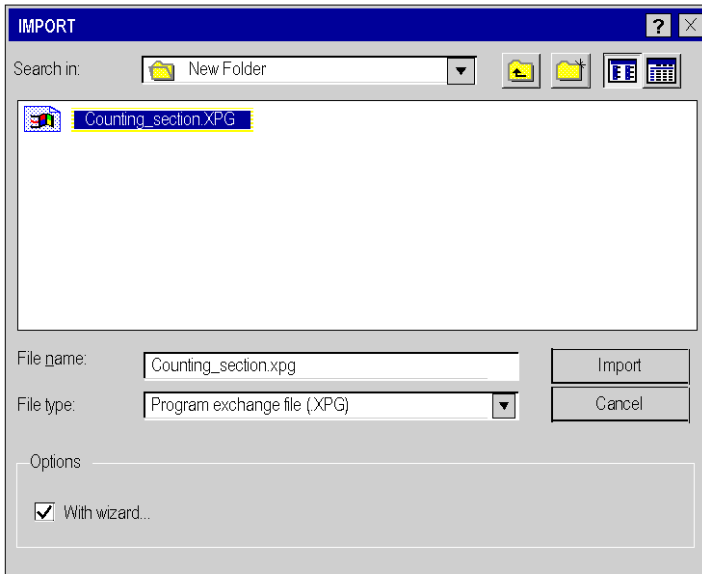 IMPORT
?
Search in:
New Folder
Counting_section.XPG
File name:
Counting_section.xpg
Import
File type:
Program exchange file (.XPG)
Cancel
Options
With wizard...